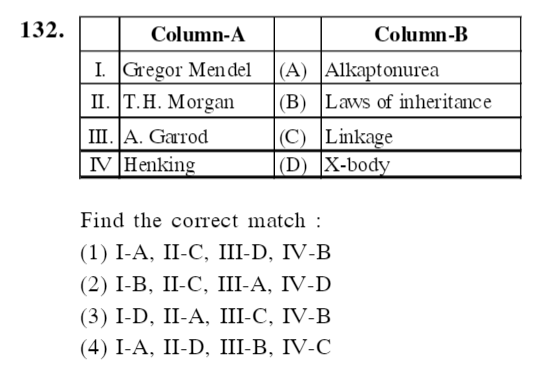 132.
Column-A Column-B
I. Gregor Mendel (A) Alkaptonurea
II. T.H. Morgan (B) Laws of inheritance
III. A. Garrod (C) Linkage
IV Henking (D) X-body
Find the correct match :
(1) I-A, II-C, III-D, IV-B
(2) I-B, II-C, III-A, IV-D
(3) I-D, II-A, III-C, IV-B
(4) I-A, II-D, III-B, IV-C